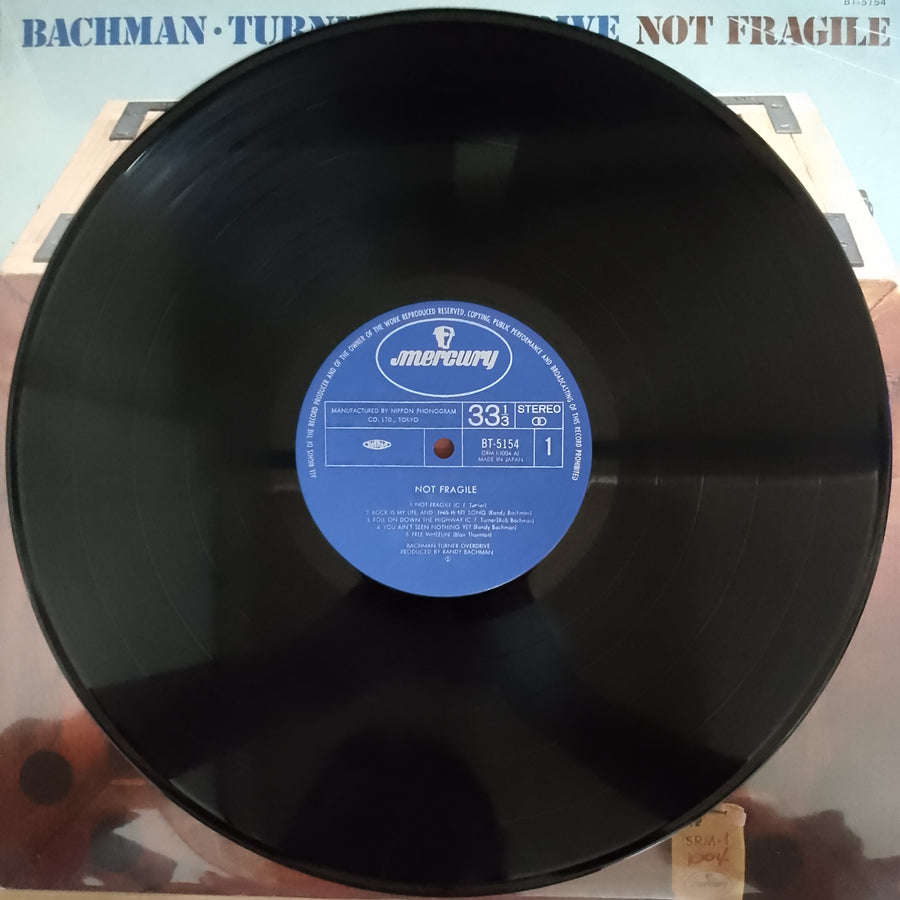 BT-5154
BACHMAN·TURN IVE NOT FRAGILE
ALL RIGHTS OF THE RECORD PRODUCER AND OF THE OWNER OF THE WORK REPRODUCED RESERVED, COPYING, PUBLIC PERFORMANCE AND BROADCASTING OF THIS RECORD PROHIBITED
mercury
MANUFACTURED BY NIPPON PHONOGRAM
CO. LTD., TOKYO
33⅓
STEREO
BT-5154
(SRM-1-1004 A)
MADE IN JAPAN
1
NOT FRAGILE
1. NOT FRAGILE (C. F. Turner)
2. ROCK IS MY LIFE, AND THIS IS MY SONG (Randy Bachman)
3. ROLL ON DOWN THE HIGHWAY (C. F. Turner/Rob Bachman)
4. YOU AIN'T SEEN NOTHING YET (Randy Bachman)
5. FREE WHEELIN' (Blair Thornton)
BACHMAN TURNER OVERDRIVE
PRODUCED BY RANDY BACHMAN
Ⓟ
SRM-1
1004
mercury